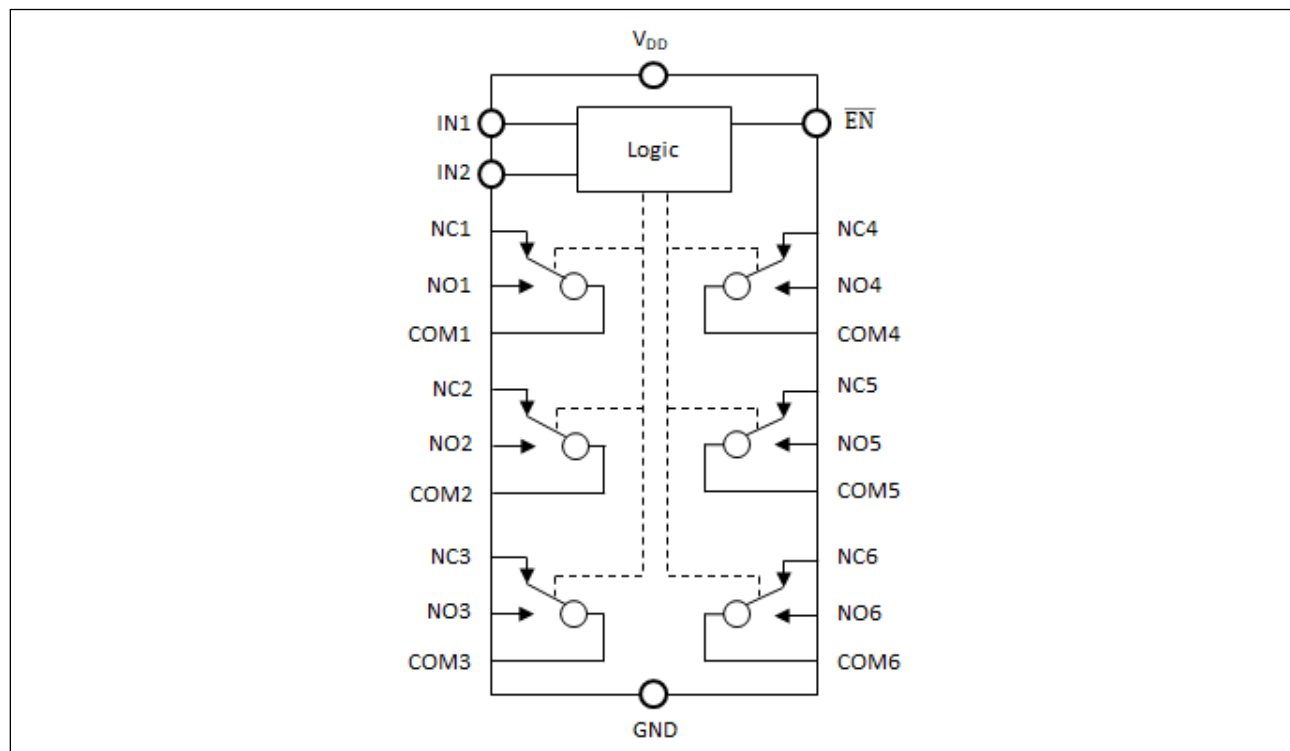 VDD
IN1
EN
Logic
IN2
NC1
NC4
NO1
NO4
COM1
COM4
NC2
NC5
NO2
NO5
COM2
COM5
NC3
NC6
NO3
NO6
COM3
COM6
GND